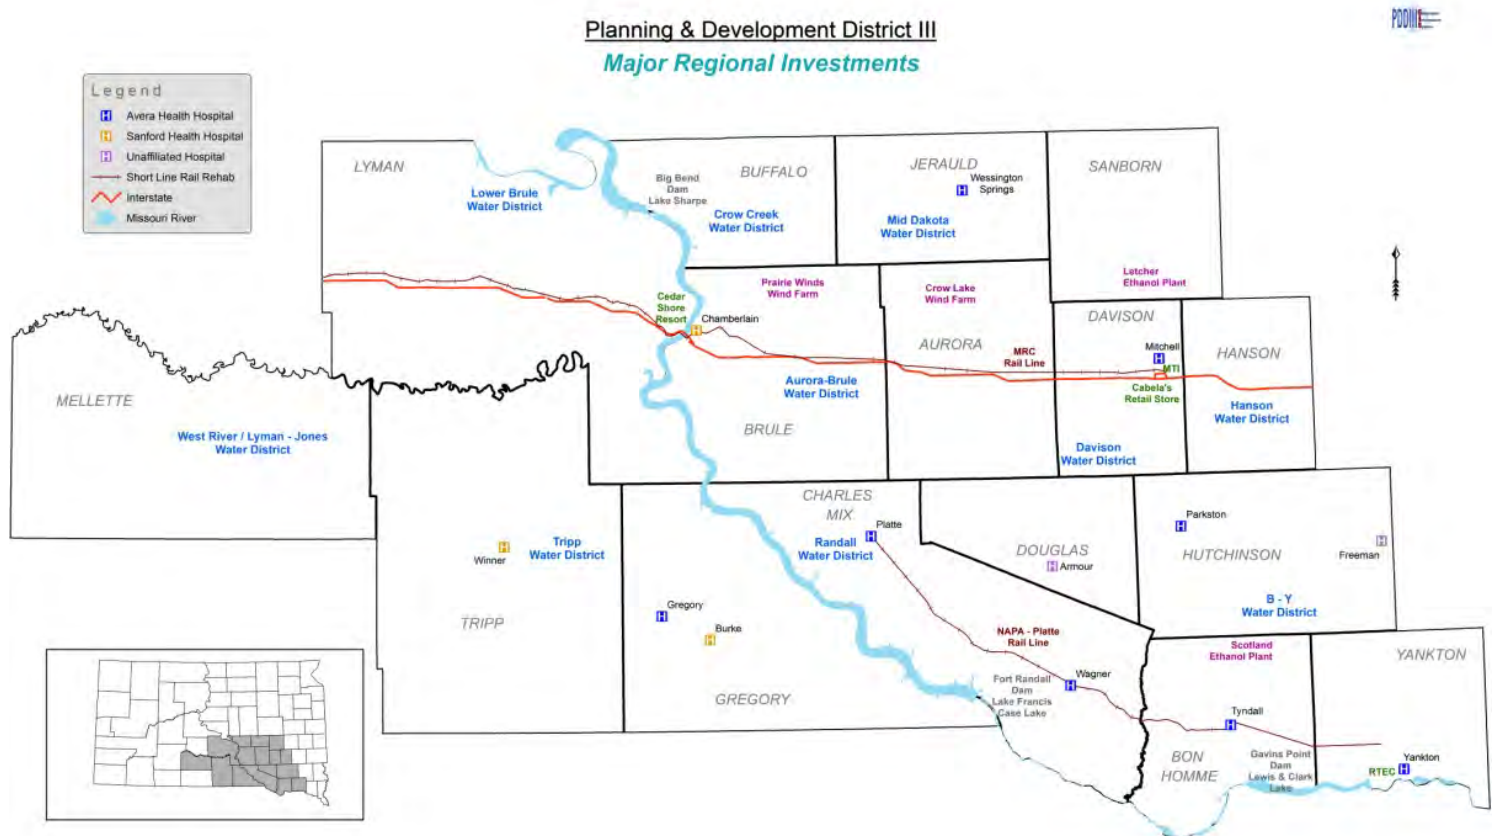 Planning & Development District III
PDDIII
Major Regional Investments
Legend
Avera Health Hospital
Sanford Health Hospital
Unaffiliated Hospital
Short Line Rail Rehab
Interstate
Missouri River
LYMAN
Lower Brule
Water District
Big Bend
Dam
Lake Sharpe
BUFFALO
Crow Creek
Water District
JERAULD
Wessington
Springs
Mid Dakota
Water District
SANBORN
Letcher
Ethanol Plant
Prairie Winds
Wind Farm
Crow Lake
Wind Farm
Cedar
Shore
Resort
Chamberlain
AURORA
MRC
Rail Line
DAVISON
Mitchell
MTI
Cabela's
Retail Store
HANSON
Hanson
Water District
MELLETTE
West River / Lyman - Jones
Water District
Aurora-Brule
Water District
BRULE
Davison
Water District
CHARLES
MIX
Platte
Randall
Water District
DOUGLAS
Armour
Parkston
HUTCHINSON
Freeman
B - Y
Water District
Winner
Tripp
Water District
TRIPP
Gregory
Burke
GREGORY
NAPA - Platte
Rail Line
Wagner
Fort Randall
Dam
Lake Francis
Case Lake
Scotland
Ethanol Plant
YANKTON
Tyndall
BON
HOMME
Gavins Point
Dam
Lewis & Clark
Lake
RTEC
Yankton